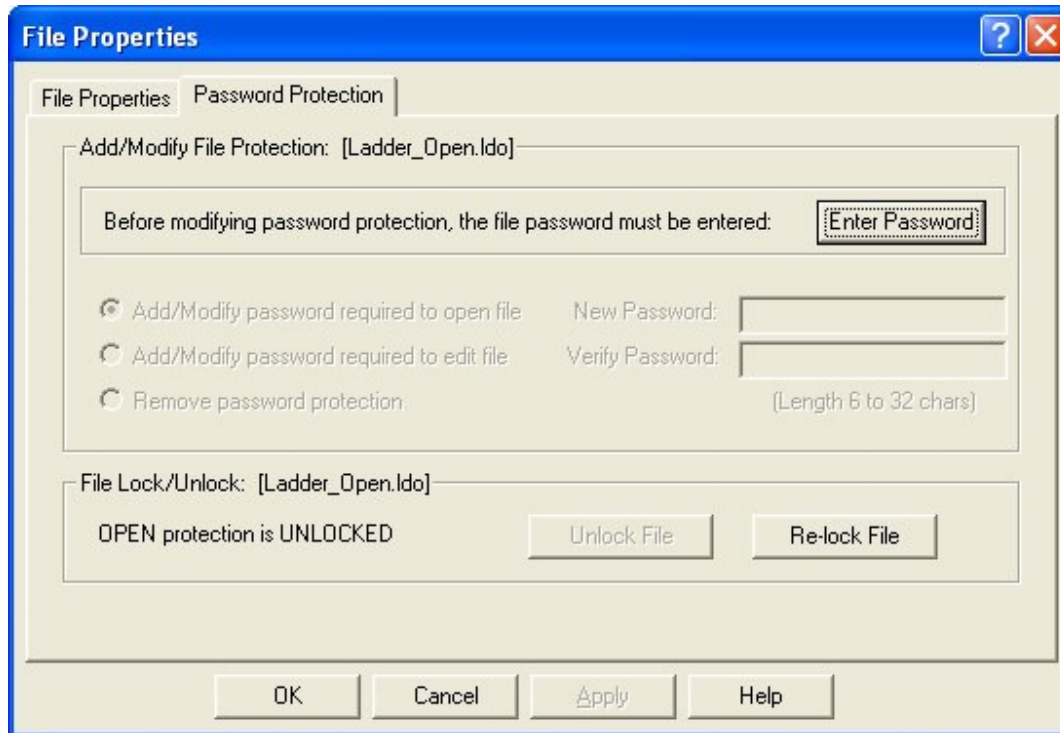 File Properties
File Properties
Password Protection
Add/Modify File Protection: [Ladder_Open.ldo]
Before modifying password protection, the file password must be entered:
Enter Password
Add/Modify password required to open file
New Password:
Add/Modify password required to edit file
Verify Password:
Remove password protection
(Length 6 to 32 chars)
File Lock/Unlock: [Ladder_Open.ldo]
OPEN protection is UNLOCKED
Unlock File
Re-lock File
OK
Cancel
Apply
Help